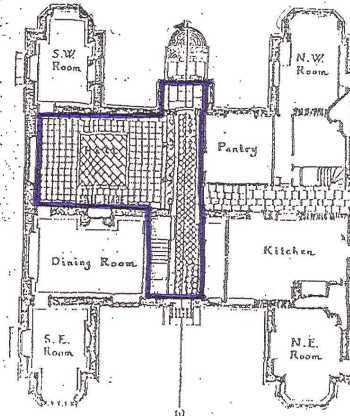 S.W.
Room
N.W.
Room
Pantry
Dining Room
Kitchen
S.E.
Room
N.E.
Room